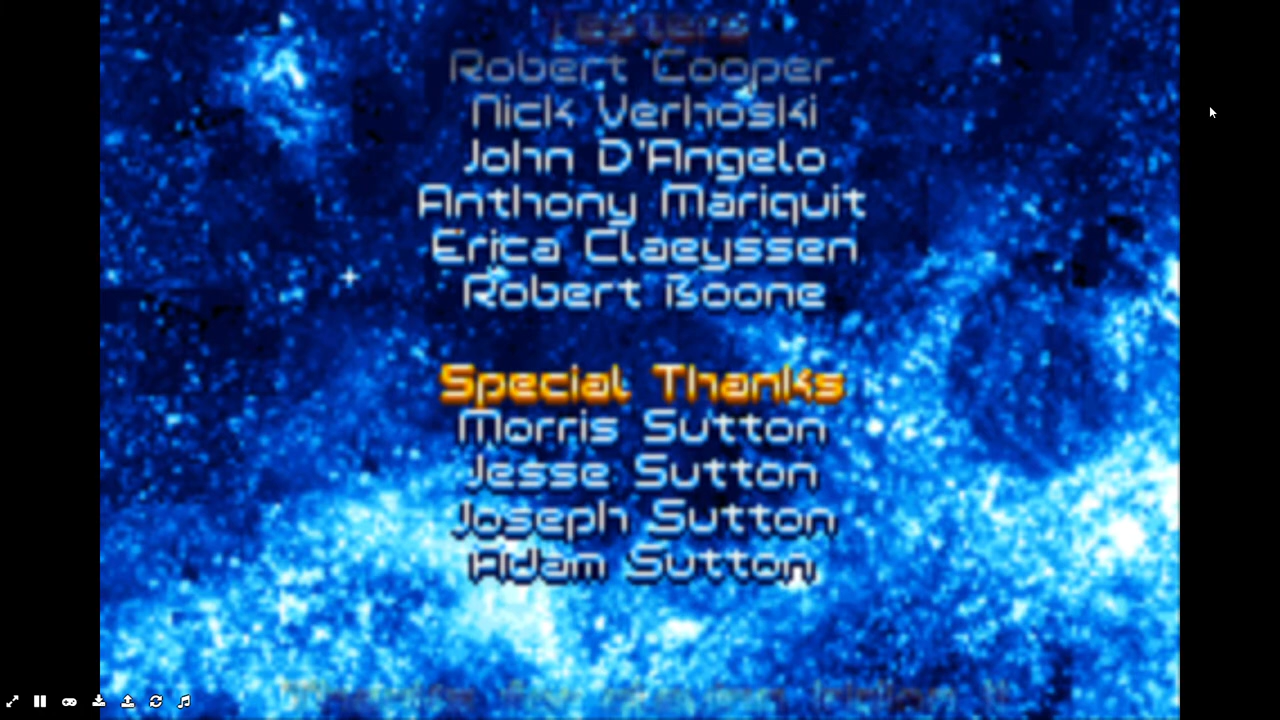 Testers
Robert Cooper
Nick Verhoski
John D'Angelo
Anthony Mariquit
Erica Claeyssen
Robert Boone
Special Thanks
Morris Sutton
Jesse Sutton
Joseph Sutton
Adam Sutton